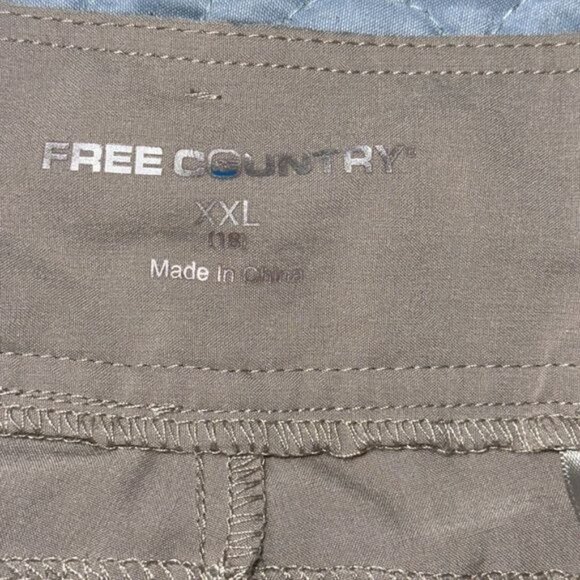 FREE COUNTRY®
XXL
(18)
Made In China